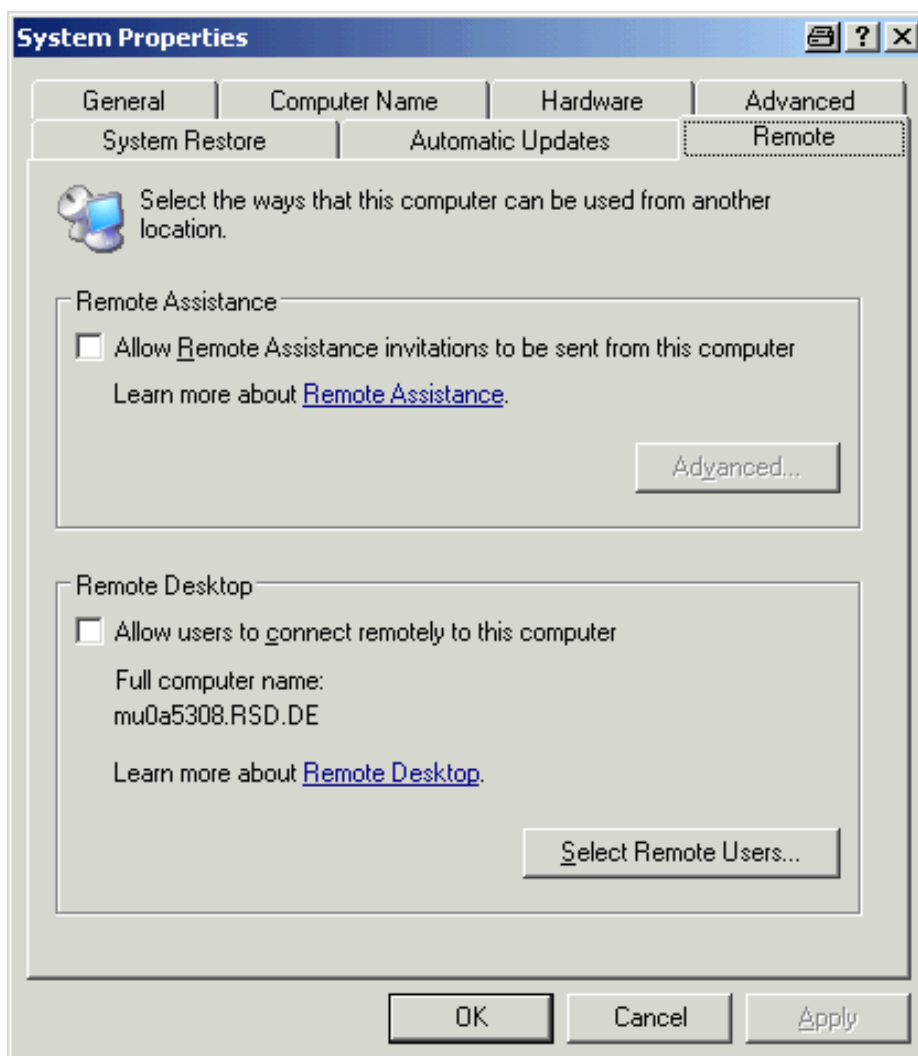 System Properties
General
Computer Name
Hardware
Advanced
System Restore
Automatic Updates
Remote
Select the ways that this computer can be used from another
location.
Remote Assistance
Allow Remote Assistance invitations to be sent from this computer
Learn more about Remote Assistance.
Advanced...
Remote Desktop
Allow users to connect remotely to this computer
Full computer name:
mu0a5308.RSD.DE
Learn more about Remote Desktop.
Select Remote Users...
OK
Cancel
Apply